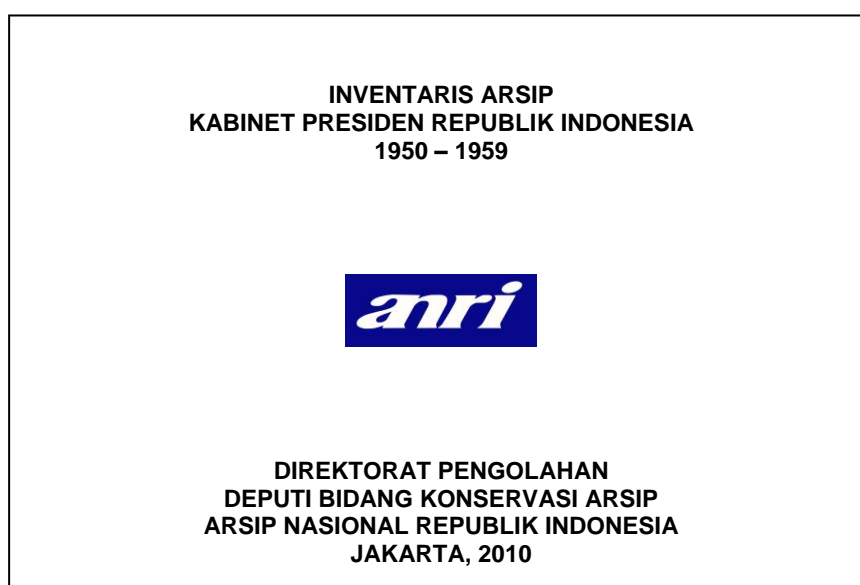 INVENTARIS ARSIP
KABINET PRESIDEN REPUBLIK INDONESIA
1950 – 1959
anri
DIREKTORAT PENGOLAHAN
DEPUTI BIDANG KONSERVASI ARSIP
ARSIP NASIONAL REPUBLIK INDONESIA
JAKARTA, 2010